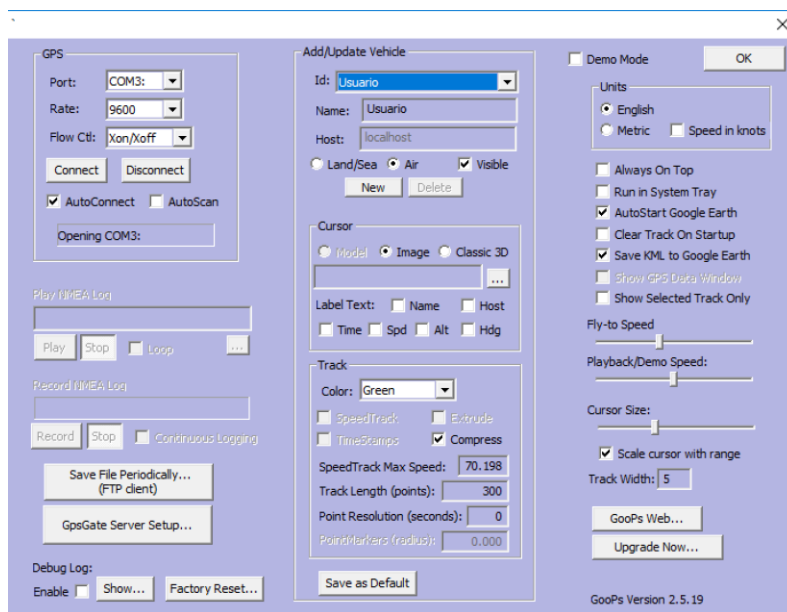 GPS
Port: COM3:
Rate: 9600
Flow Ctl: Xon/Xoff
Connect Disconnect
AutoConnect AutoScan
Opening COM3:
Play NMEA Log
Play Stop Loop ...
Record NMEA Log
Record Stop Continuous Logging
Save File Periodically...
(FTP client)
GpsGate Server Setup...
Debug Log:
Enable Show... Factory Reset...
Add/Update Vehicle
Id: Usuario
Name: Usuario
Host: localhost
Land/Sea Air Visible
New Delete
Cursor
Model Image Classic 3D
...
Label Text: Name Host
Time Spd Alt Hdg
Track
Color: Green
SpeedTrack Extrude
TimeStamps Compress
SpeedTrack Max Speed: 70.198
Track Length (points): 300
Point Resolution (seconds): 0
PointMarkers (radius): 0.000
Save as Default
Demo Mode OK
Units
English
Metric Speed in knots
Always On Top
Run in System Tray
AutoStart Google Earth
Clear Track On Startup
Save KML to Google Earth
Show GPS Data Window
Show Selected Track Only
Fly-to Speed
Playback/Demo Speed:
Cursor Size:
Scale cursor with range
Track Width: 5
GooPs Web...
Upgrade Now...
GooPs Version 2.5.19